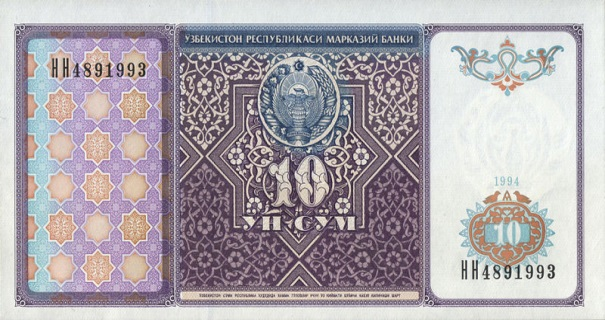 ЎЗБЕКИСТОН РЕСПУБЛИКАСИ МАРКАЗИЙ БАНКИ
НН4891993
10
ЎН СЎМ
1994
10
НН4891993